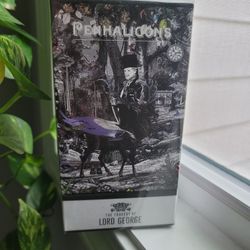 PENHALIGON'S
THE TRAGEDY OF
LORD GEORGE